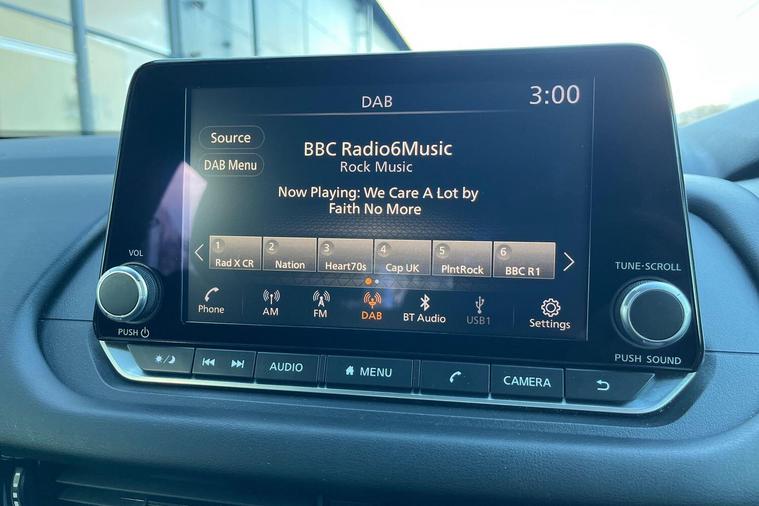 DAB
3:00
Source
DAB Menu
BBC Radio6Music
Rock Music
Now Playing: We Care A Lot by
Faith No More
1 Rad X CR
2 Nation
3 Heart70s
4 Cap UK
5 PlntRock
6 BBC R1
Phone
AM
FM
DAB
BT Audio
USB1
Settings
VOL
PUSH
TUNE·SCROLL
PUSH SOUND
AUDIO
MENU
CAMERA